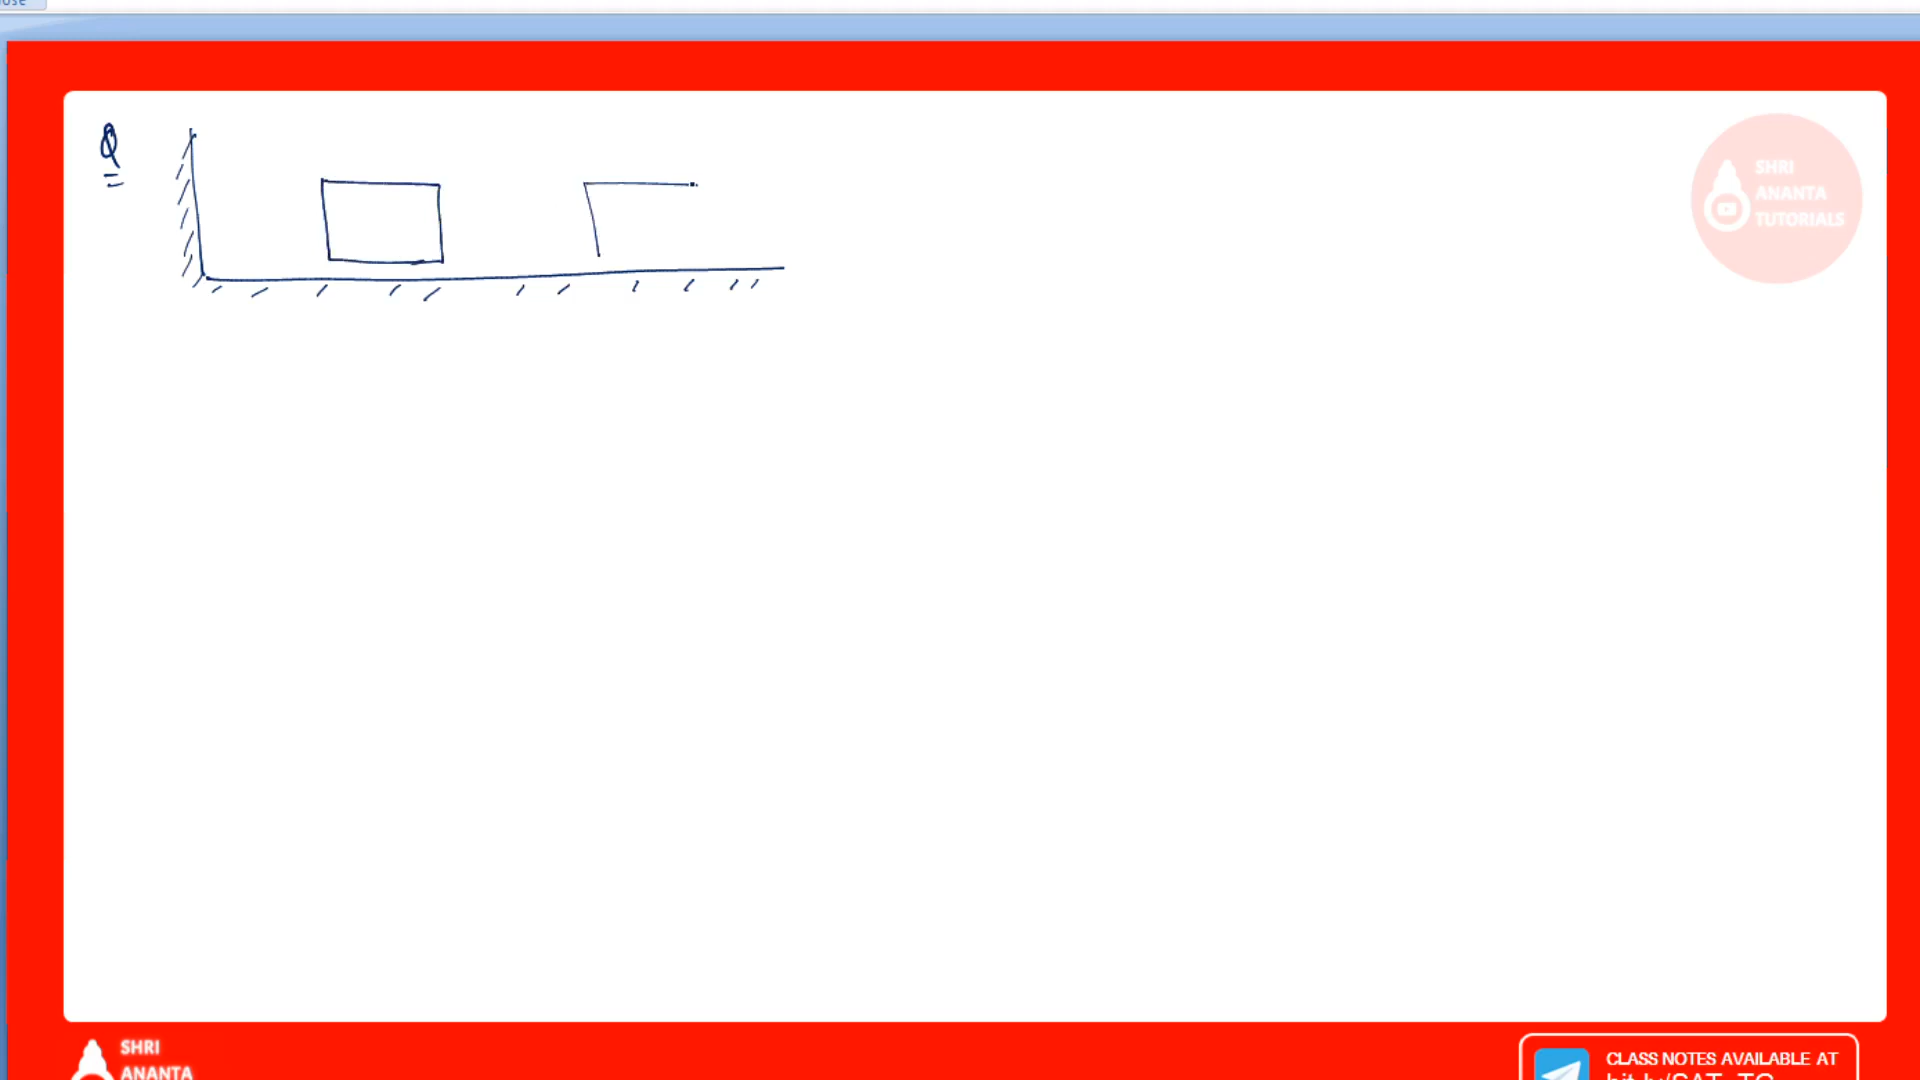 Q
SHRI
ANANTA
TUTORIALS
SHRI
ANANTA
CLASS NOTES AVAILABLE AT